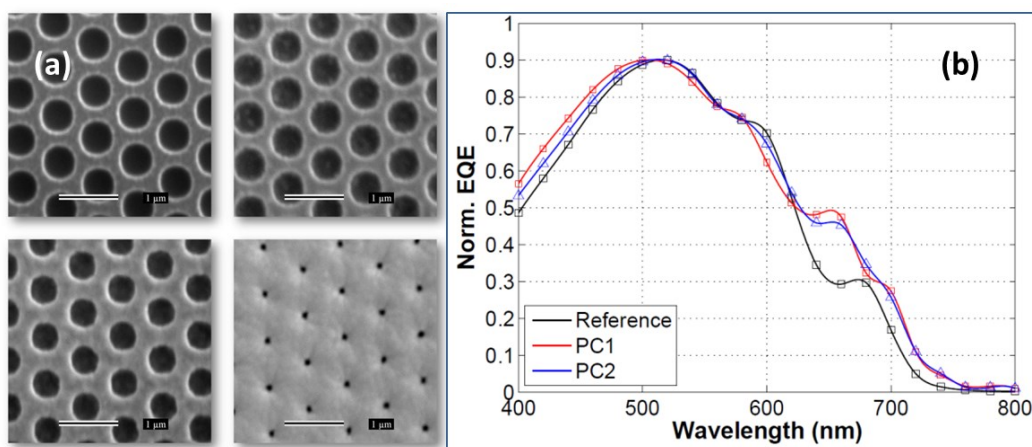 (a)
1 µm
1 µm
1 µm
1 µm
(b)
Norm. EQE
1
0.9
0.8
0.7
0.6
0.5
0.4
0.3
0.2
0.1
0
Reference
PC1
PC2
400
500
600
700
800
Wavelength (nm)